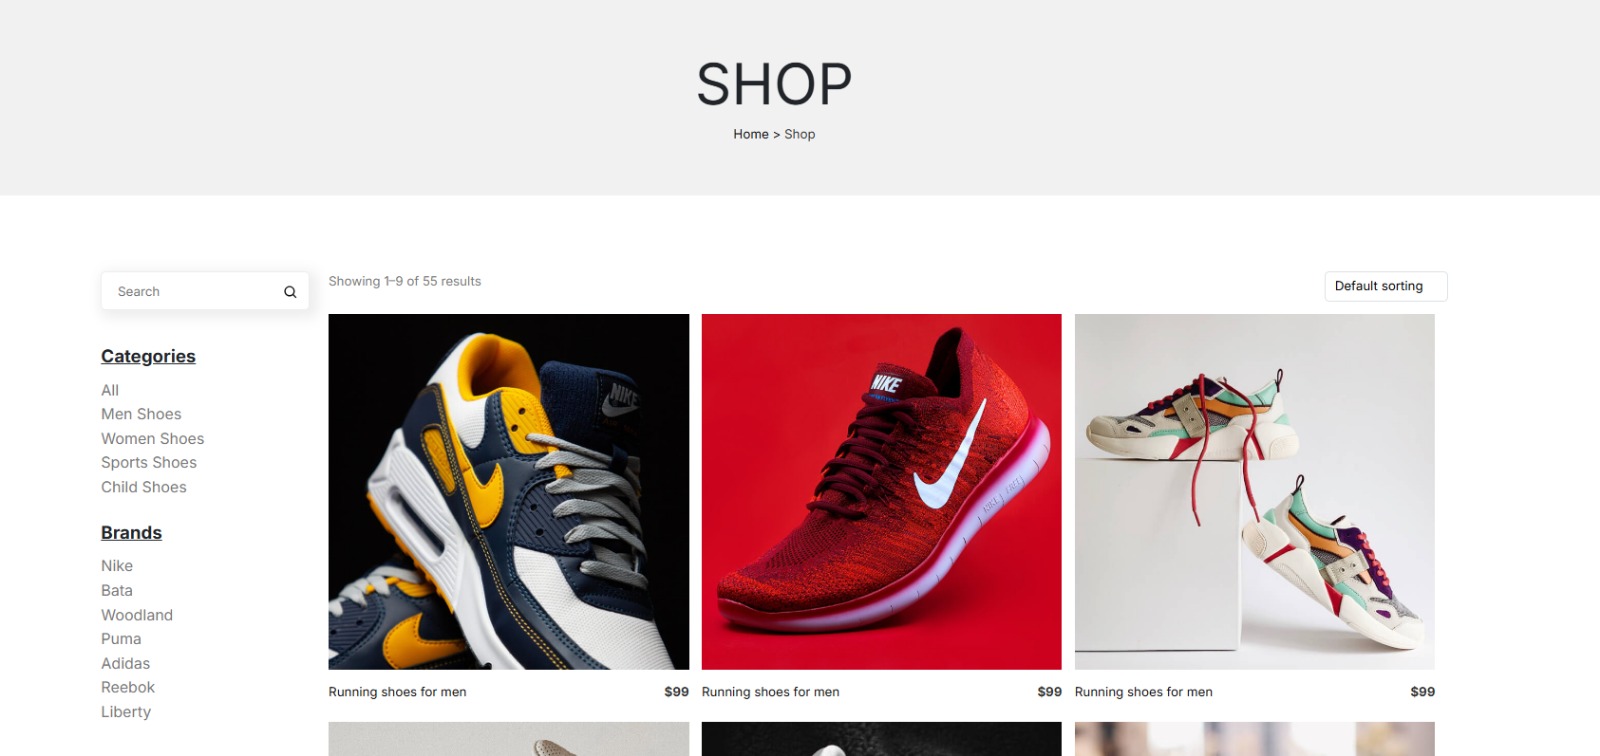 SHOP
Home > Shop
Search
Showing 1–9 of 55 results
Default sorting
Categories
All
Men Shoes
Women Shoes
Sports Shoes
Child Shoes
Brands
Nike
Bata
Woodland
Puma
Adidas
Reebok
Liberty
NIKE
NIKE
NIKE FREE
Running shoes for men $99
Running shoes for men $99
Running shoes for men $99